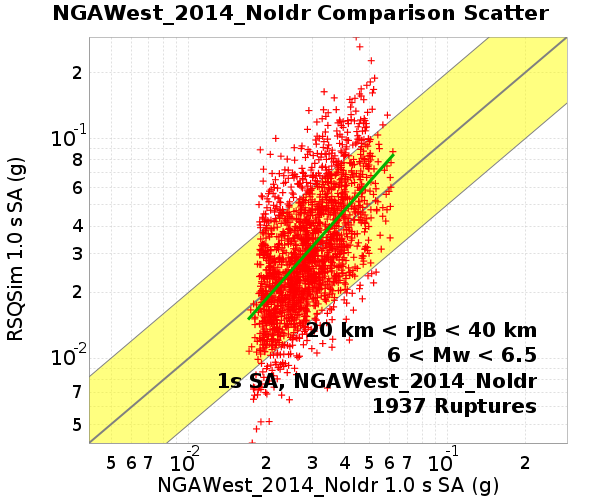 NGAWest_2014_NoIdr Comparison Scatter
RSQSim 1.0 s SA (g)
2
10⁻¹
8
6
4
3
2
10⁻²
7
5
20 km < rJB < 40 km
6 < Mw < 6.5
1s SA, NGAWest_2014_NoIdr
1937 Ruptures
5 6 7 10⁻² 2 3 4 5 6 7 10⁻¹ 2
NGAWest_2014_NoIdr 1.0 s SA (g)